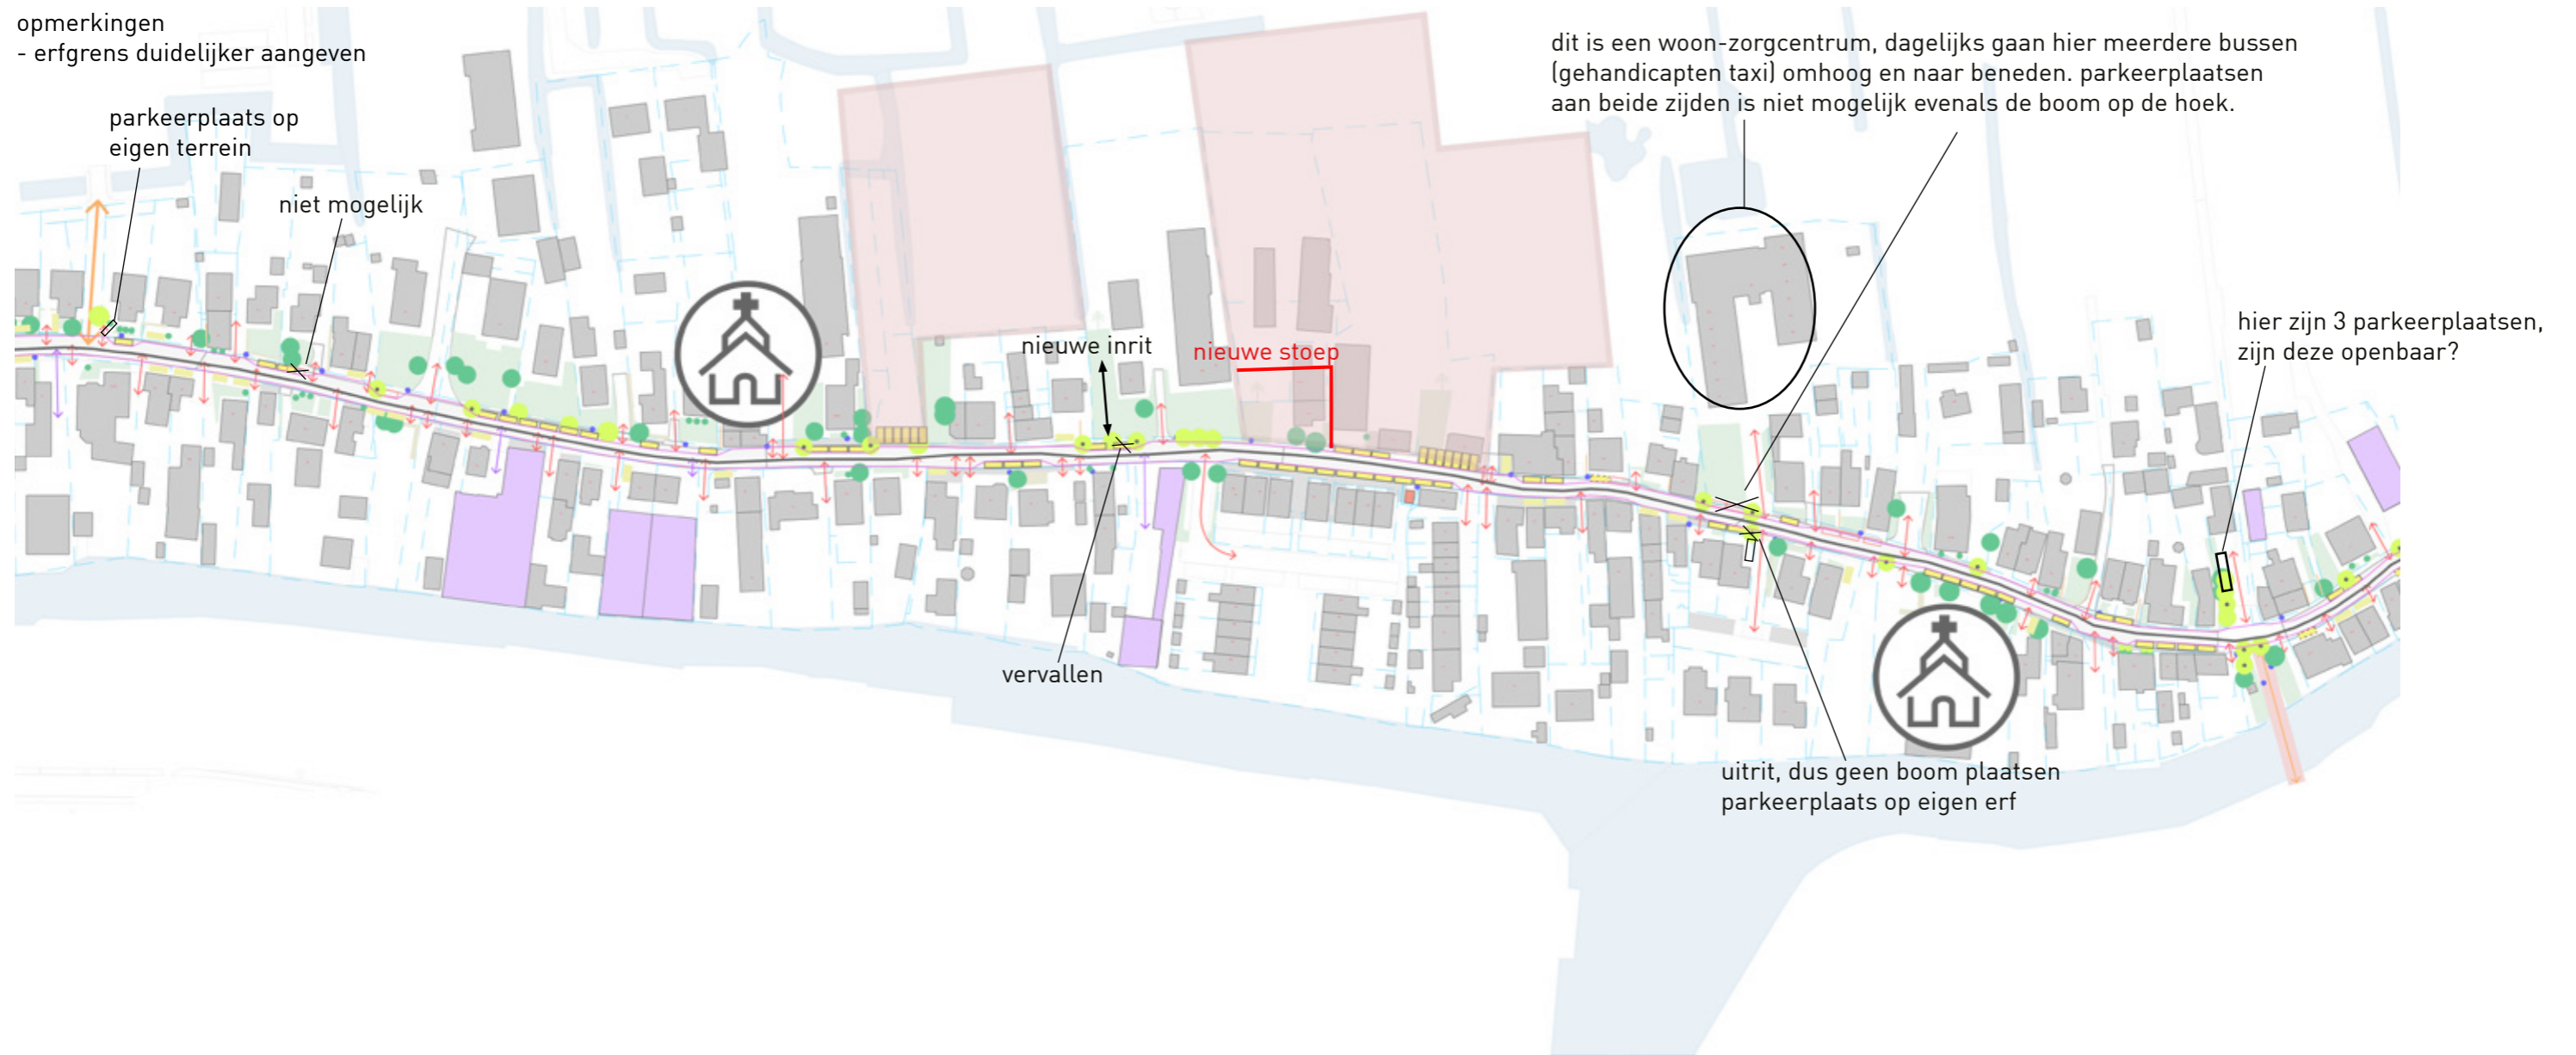 opmerkingen
- erfgrens duidelijker aangeven
parkeerplaats op
eigen terrein
niet mogelijk
nieuwe inrit
nieuwe stoep
vervallen
dit is een woon-zorgcentrum, dagelijks gaan hier meerdere bussen
(gehandicapten taxi) omhoog en naar beneden. parkeerplaatsen
aan beide zijden is niet mogelijk evenals de boom op de hoek.
hier zijn 3 parkeerplaatsen,
zijn deze openbaar?
uitrit, dus geen boom plaatsen
parkeerplaats op eigen erf